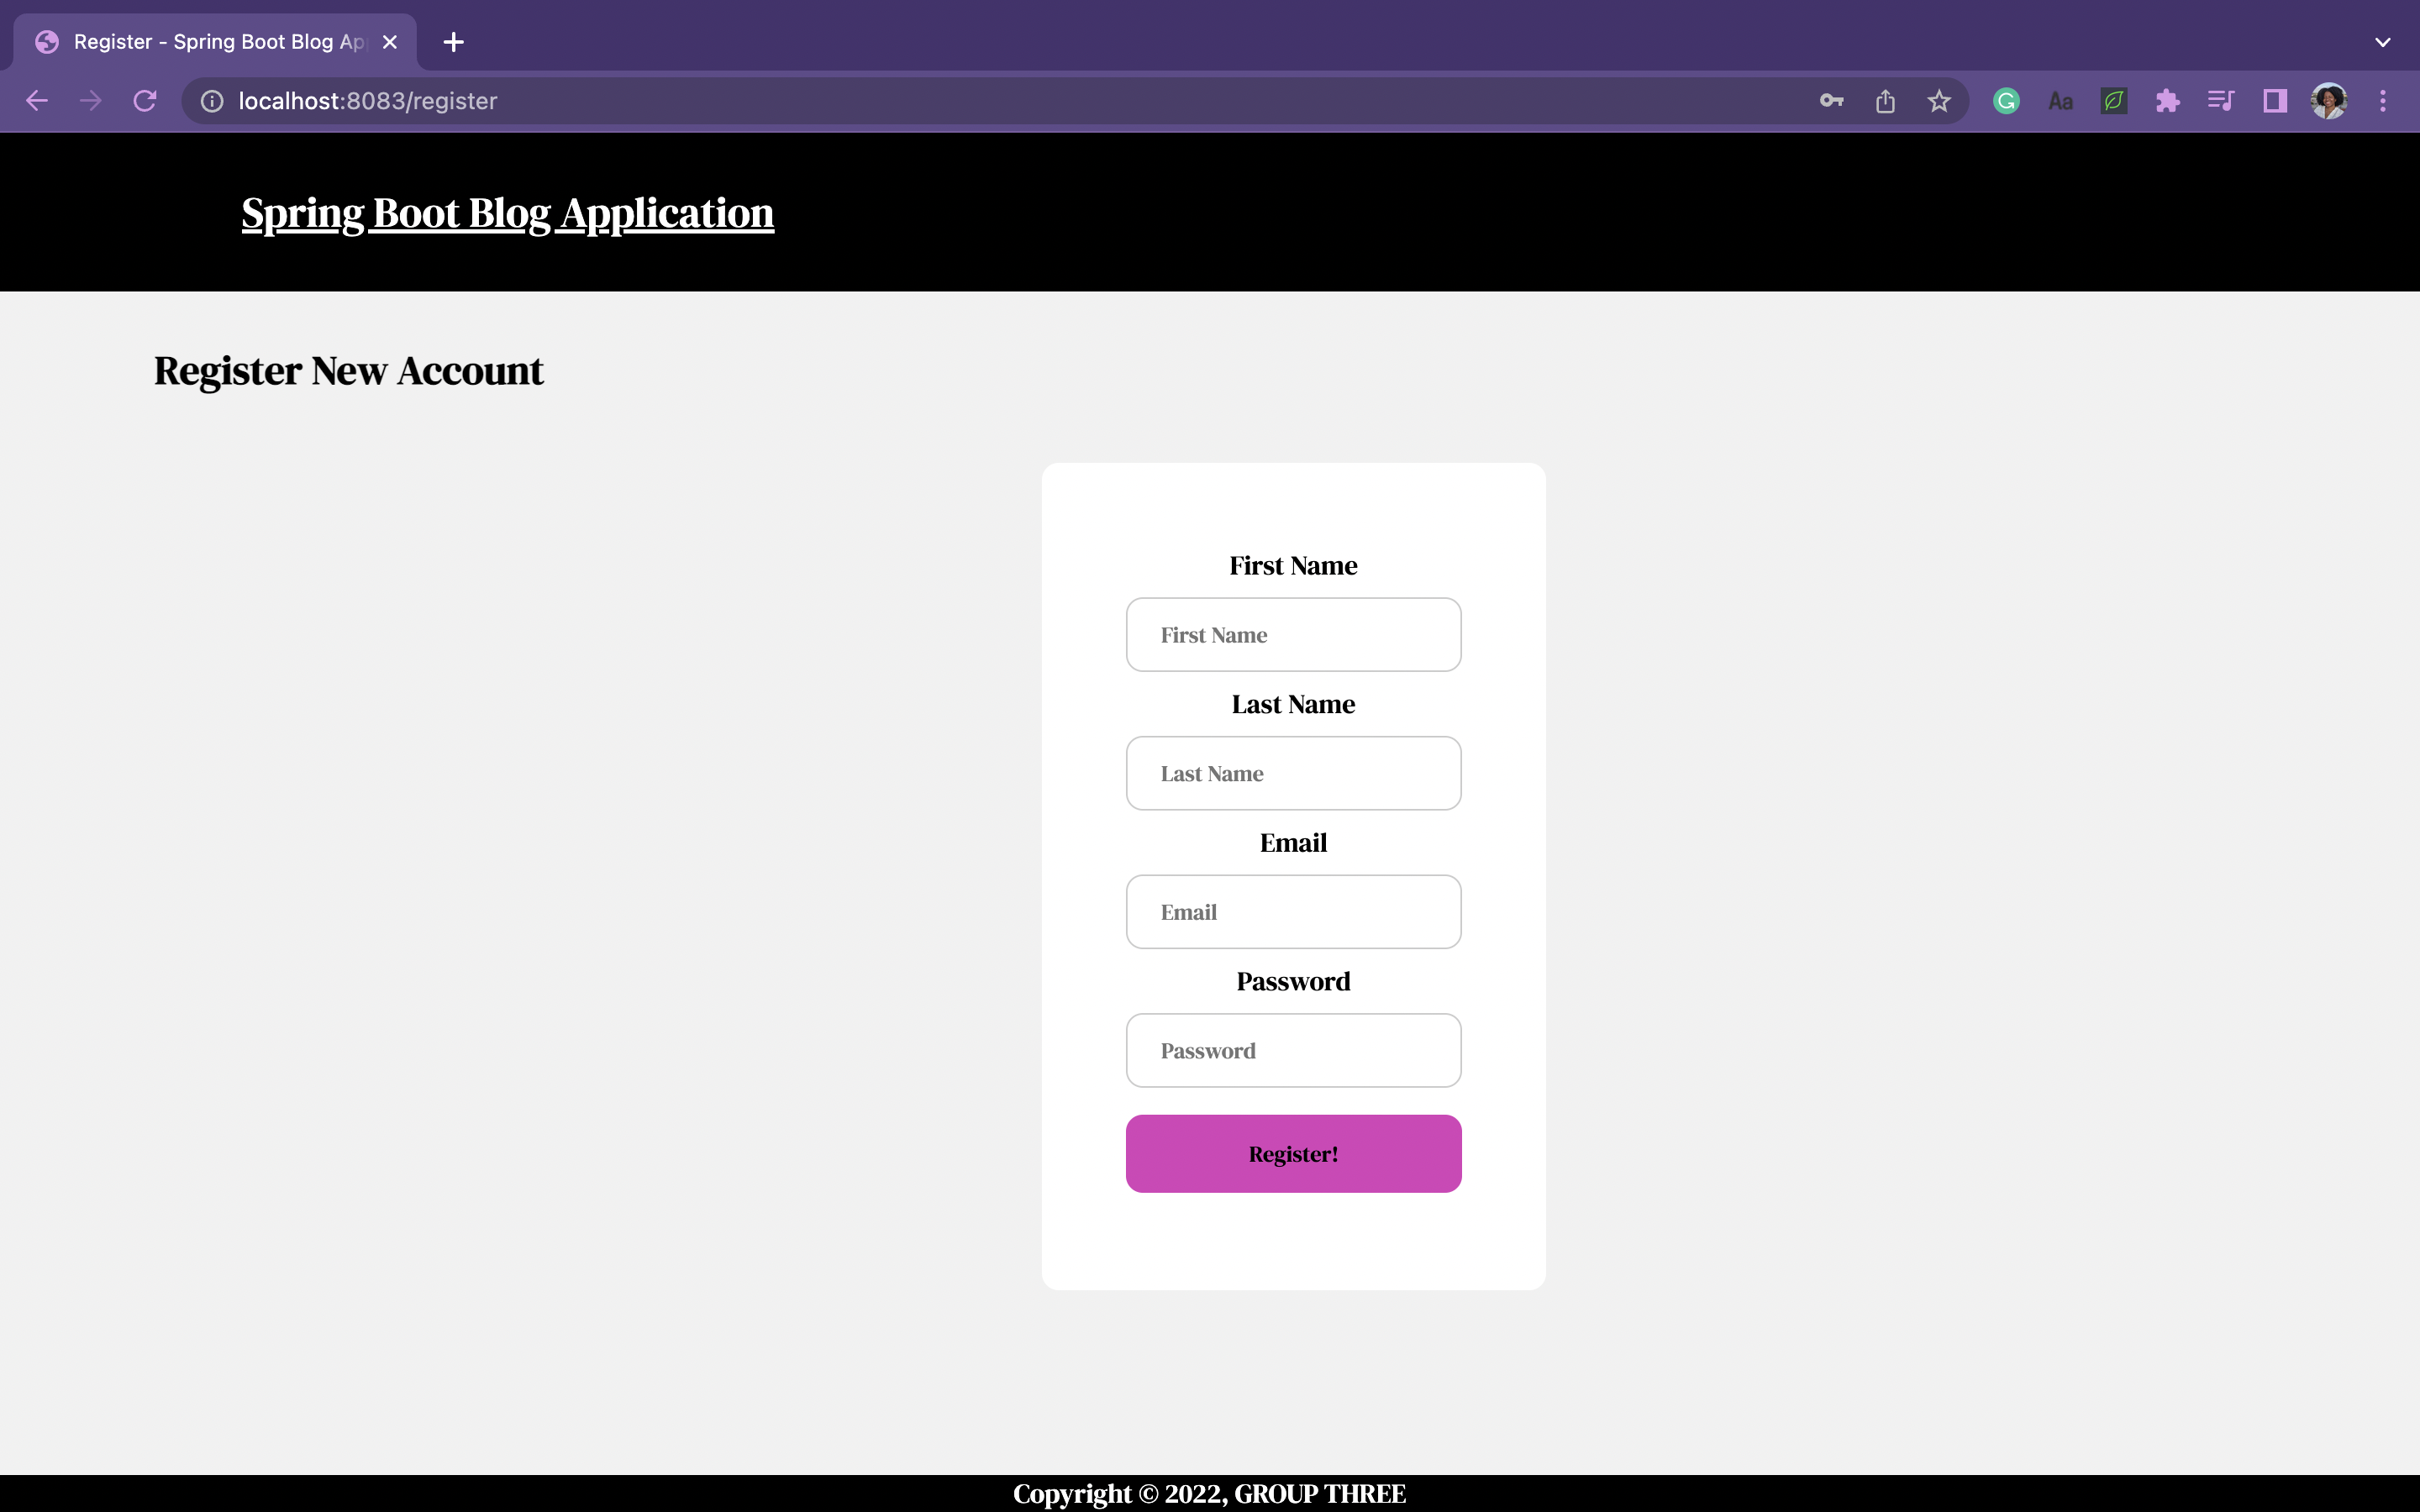 Register - Spring Boot Blog Ap
localhost:8083/register
Aa
Spring Boot Blog Application
Register New Account
First Name
First Name
Last Name
Last Name
Email
Email
Password
Password
Register!
Copyright © 2022, GROUP THREE